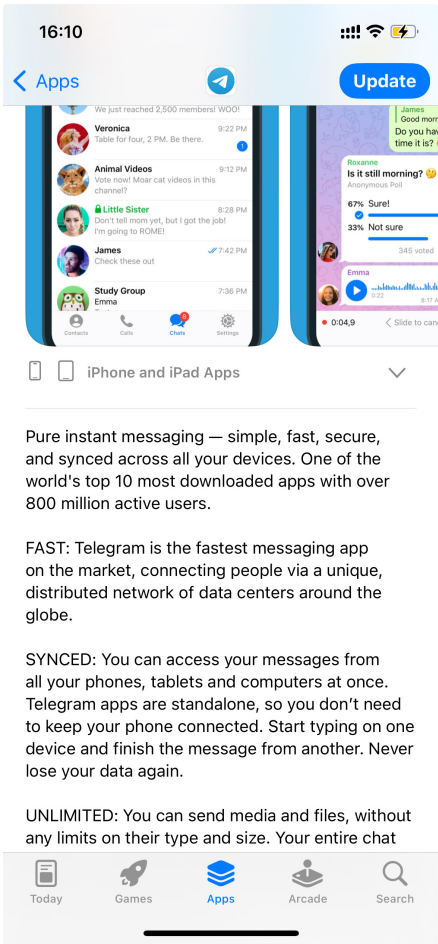 16:10
Apps
Update
We just reached 2,500 members! WOO!
Veronica 9:22 PM
Table for four, 2 PM. Be there.
1
Animal Videos 9:12 PM
Vote now! Moar cat videos in this
channel?
Little Sister 8:28 PM
Don't tell mom yet, but I got the job!
I'm going to ROME!
James 7:42 PM
Check these out
Study Group 7:36 PM
Emma
8
Contacts Calls Chats Settings
James
Good morn
Do you hav
time it is?
Roxanne
Is it still morning?
Anonymous Poll
67% Sure!
33% Not sure
345 voted
Emma
0:22
8:17 A
0:04,9
Slide to canc
iPhone and iPad Apps
Pure instant messaging — simple, fast, secure,
and synced across all your devices. One of the
world's top 10 most downloaded apps with over
800 million active users.
FAST: Telegram is the fastest messaging app
on the market, connecting people via a unique,
distributed network of data centers around the
globe.
SYNCED: You can access your messages from
all your phones, tablets and computers at once.
Telegram apps are standalone, so you don’t need
to keep your phone connected. Start typing on one
device and finish the message from another. Never
lose your data again.
UNLIMITED: You can send media and files, without
any limits on their type and size. Your entire chat
Today Games Apps Arcade Search